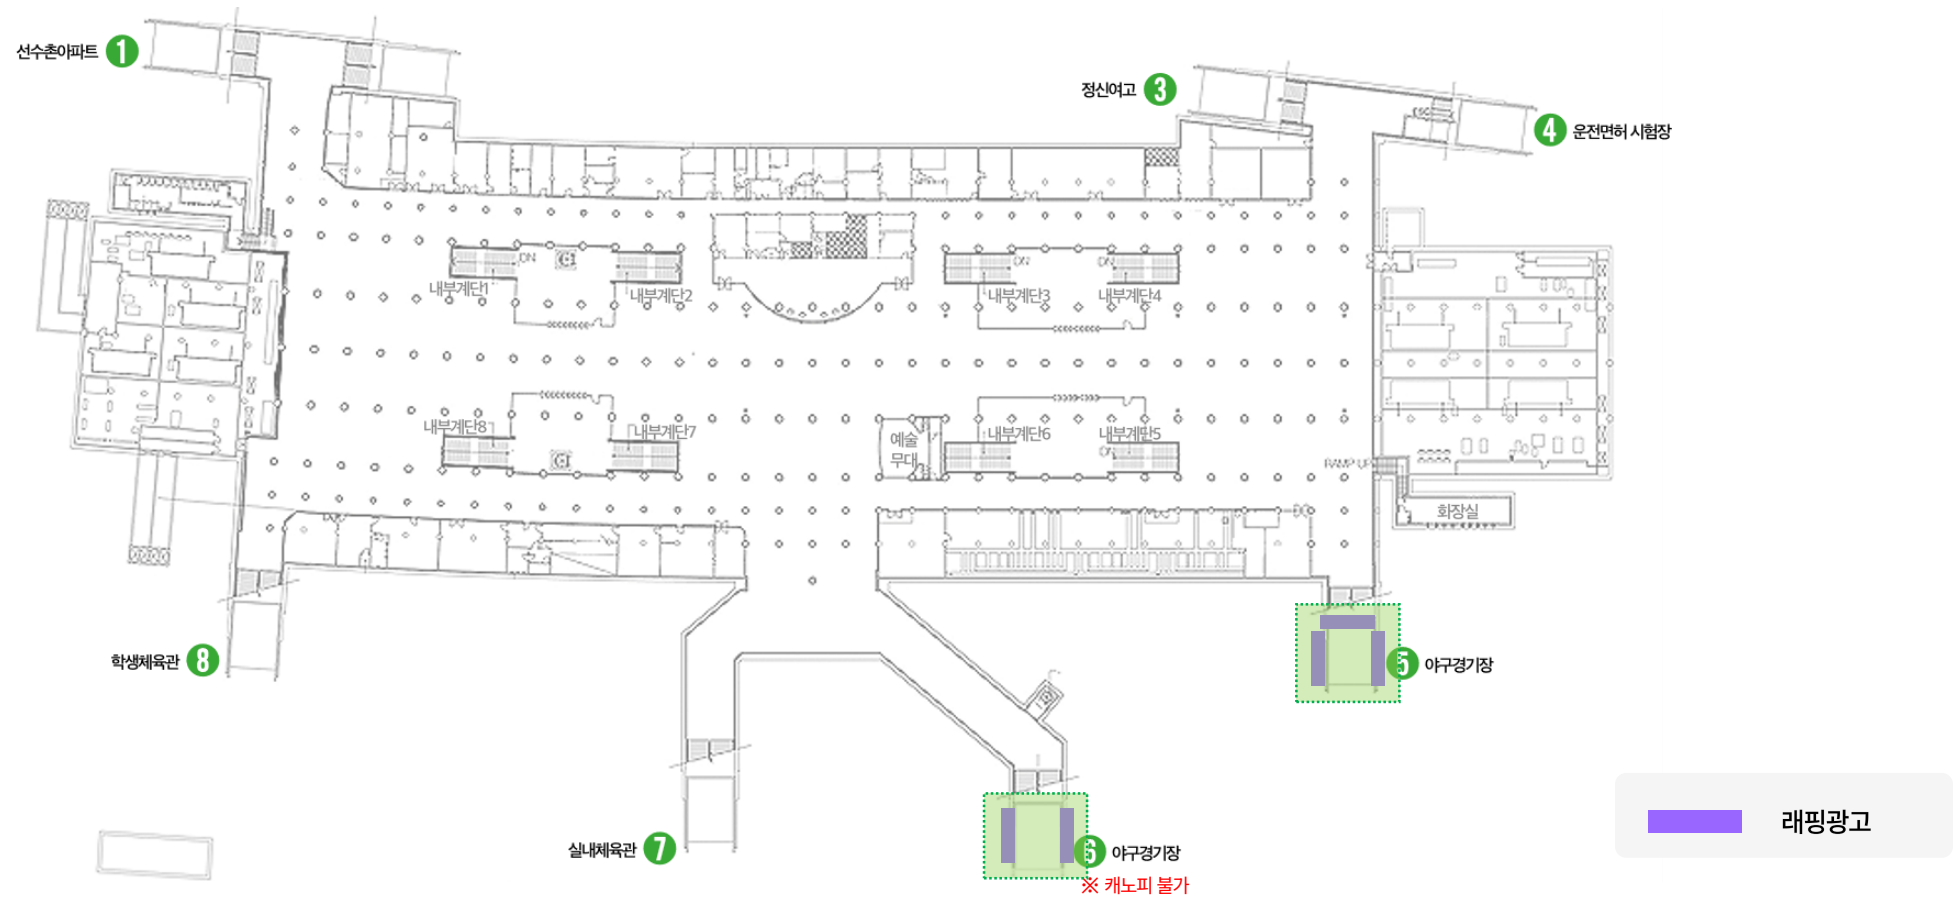 선수촌아파트 1
정신여고 3
4 운전면허 시험장
DN
내부계단1
내부계단2
DN
DN
내부계단3
내부계단4
내부계단8
내부계단7
예술
무대
내부계단6
내부계단5
DN
RAMP UP
화장실
학생체육관 8
5 야구경기장
실내체육관 7
6 야구경기장
※ 캐노피 불가
래핑광고